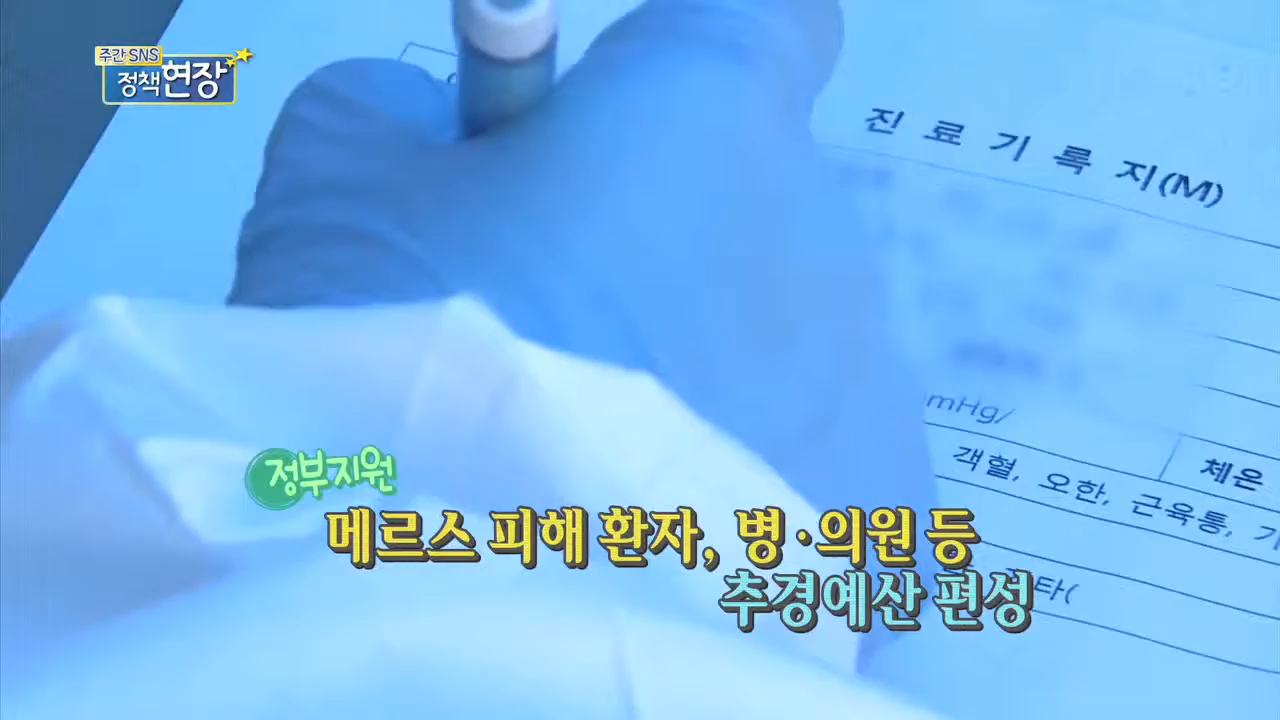 주간 SNS
정책현장
진료기록지(M)
mmHg/
체온
객혈, 오한, 근육통, 기
타(
정부지원
메르스 피해 환자, 병·의원 등
추경예산 편성